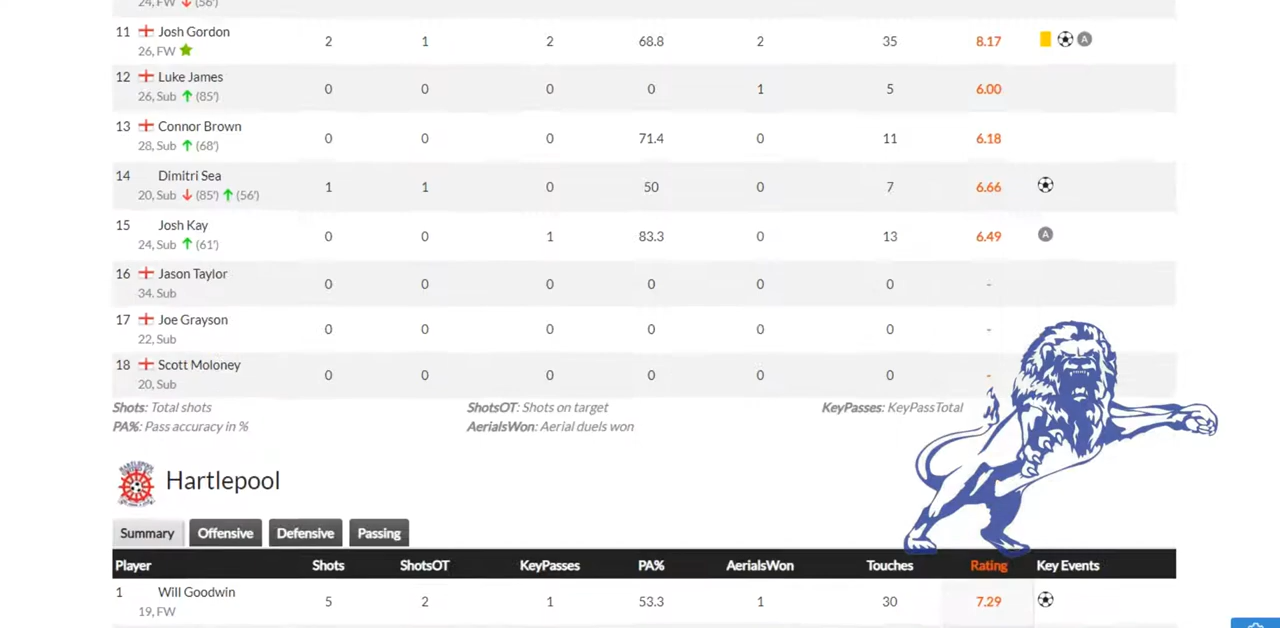 24, FW (56')
11 Josh Gordon
26, FW
2 1 2 68.8 2 35 8.17 A
12 Luke James
26, Sub (85')
0 0 0 0 1 5 6.00
13 Connor Brown
28, Sub (68')
0 0 0 71.4 0 11 6.18
14 Dimitri Sea
20, Sub (85') (56')
1 1 0 50 0 7 6.66
15 Josh Kay
24, Sub (61')
0 0 1 83.3 0 13 6.49 A
16 Jason Taylor
34. Sub
0 0 0 0 0 0 -
17 Joe Grayson
22, Sub
0 0 0 0 0 0 -
18 Scott Moloney
20, Sub
0 0 0 0 0 0 -
Shots: Total shots ShotsOT: Shots on target KeyPasses: KeyPassTotal
PA%: Pass accuracy in % AerialsWon: Aerial duels won
Hartlepool
Summary Offensive Defensive Passing
Player Shots ShotsOT KeyPasses PA% AerialsWon Touches Rating Key Events
1 Will Goodwin
19, FW
5 2 1 53.3 1 30 7.29